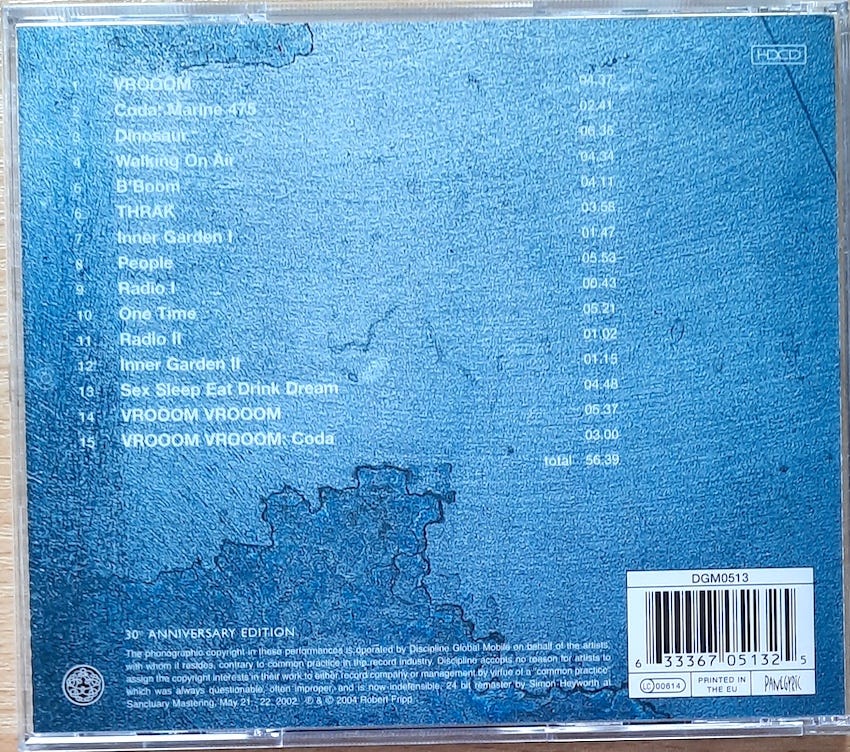 HDCD
1 VROOOM 04.37
2 Coda: Marine 475 02.41
3 Dinosaur 06.35
4 Walking On Air 04.34
5 B'Boom 04.11
6 THRAK 03.58
7 Inner Garden I 01.47
8 People 05.53
9 Radio I 00.43
10 One Time 05.21
11 Radio II 01.02
12 Inner Garden II 01.15
13 Sex Sleep Eat Drink Dream 04.48
14 VROOOM VROOOM 05.37
15 VROOOM VROOOM: Coda 03.00
total 56.39
30th ANNIVERSARY EDITION
The phonographic copyright in these performances is operated by Discipline Global Mobile on behalf of the artists,
with whom it resides, contrary to common practice in the record industry. Discipline accepts no reason for artists to
assign the copyright interests in their work to either record company or management by virtue of a "common practice"
which was always questionable, often improper, and is now indefensible. 24 bit remaster by Simon Heyworth at
Sanctuary Mastering, May 21 - 22, 2002. ℗ & © 2004 Robert Fripp
DGM0513
6 33367 05132 5
LC 00614
PRINTED IN
THE EU
PANEGYRIC